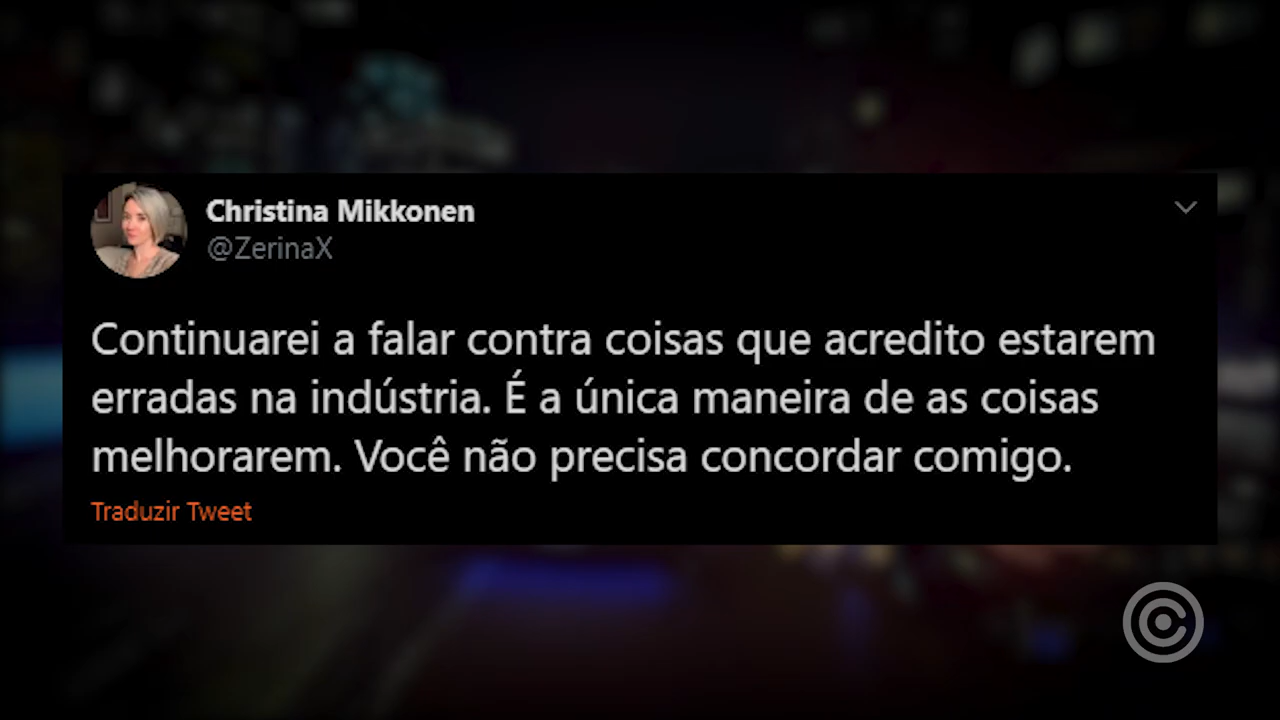 Christina Mikkonen
@ZerinaX
Continuarei a falar contra coisas que acredito estarem
erradas na indústria. É a única maneira de as coisas
melhorarem. Você não precisa concordar comigo.
Traduzir Tweet